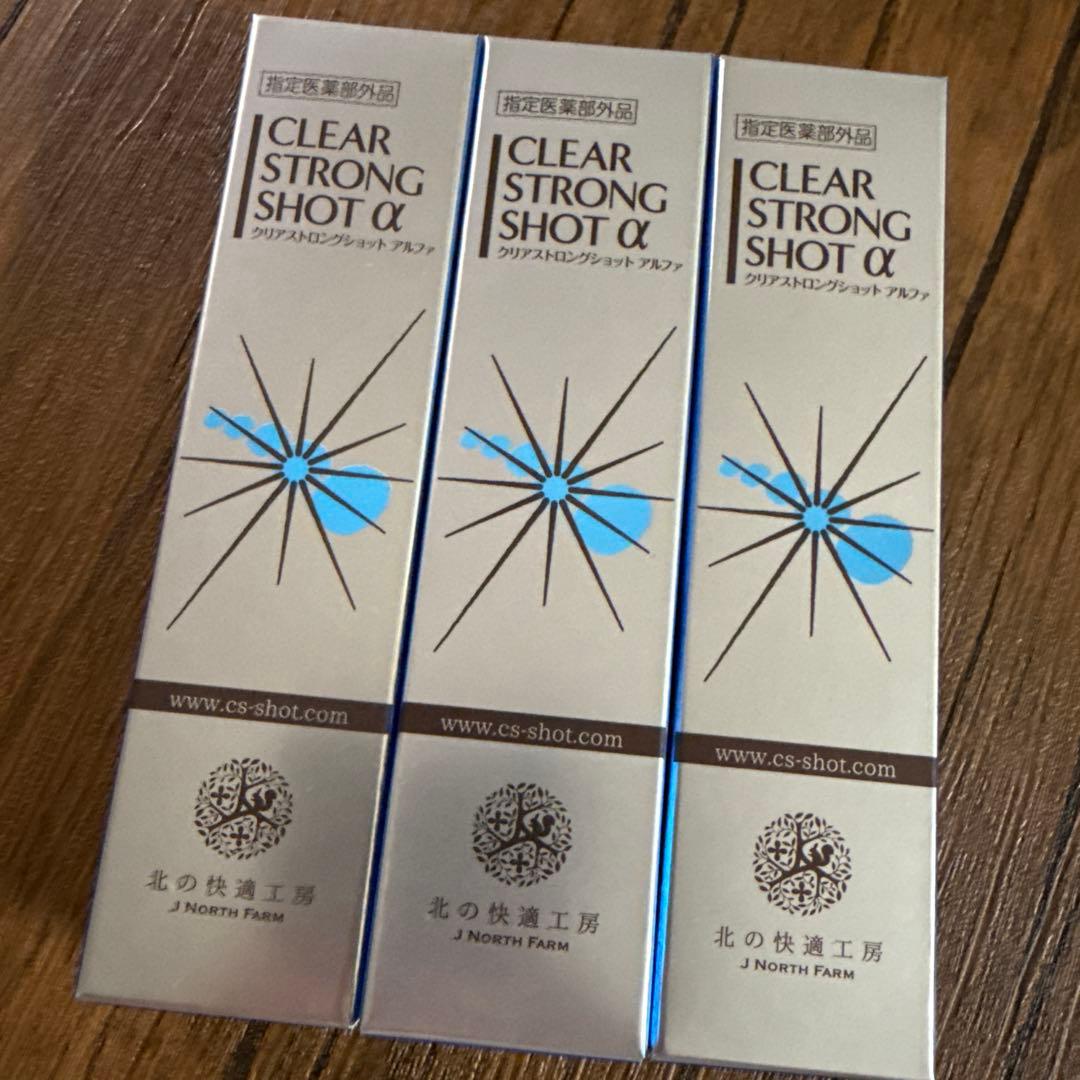 指定医薬部外品
CLEAR
STRONG
SHOT α
クリアストロングショット アルファ
www.cs-shot.com
北の快適工房
J NORTH FARM
指定医薬部外品
CLEAR
STRONG
SHOT α
クリアストロングショット アルファ
www.cs-shot.com
北の快適工房
J NORTH FARM
指定医薬部外品
CLEAR
STRONG
SHOT α
クリアストロングショット アルファ
www.cs-shot.com
北の快適工房
J NORTH FARM